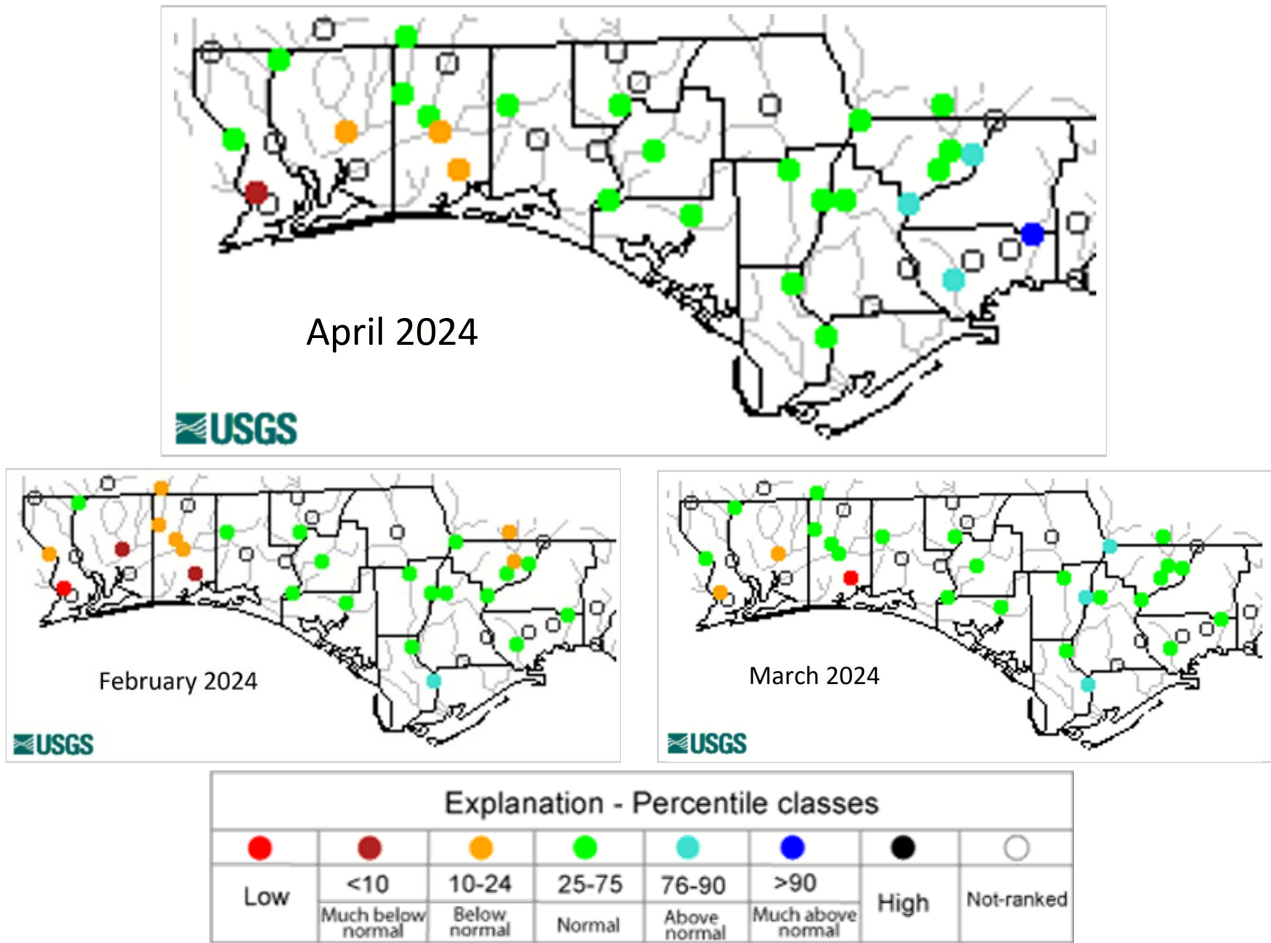 April 2024
USGS
February 2024
USGS
March 2024
USGS
Explanation - Percentile classes
Low
<10
Much below
normal
10-24
Below
normal
25-75
Normal
76-90
Above
normal
>90
Much above
normal
High
Not-ranked